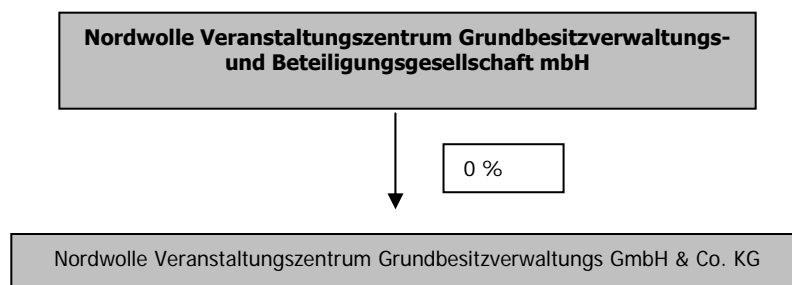 Nordwolle Veranstaltungszentrum Grundbesitzverwaltungs-
und Beteiligungsgesellschaft mbH
0 %
Nordwolle Veranstaltungszentrum Grundbesitzverwaltungs GmbH & Co. KG